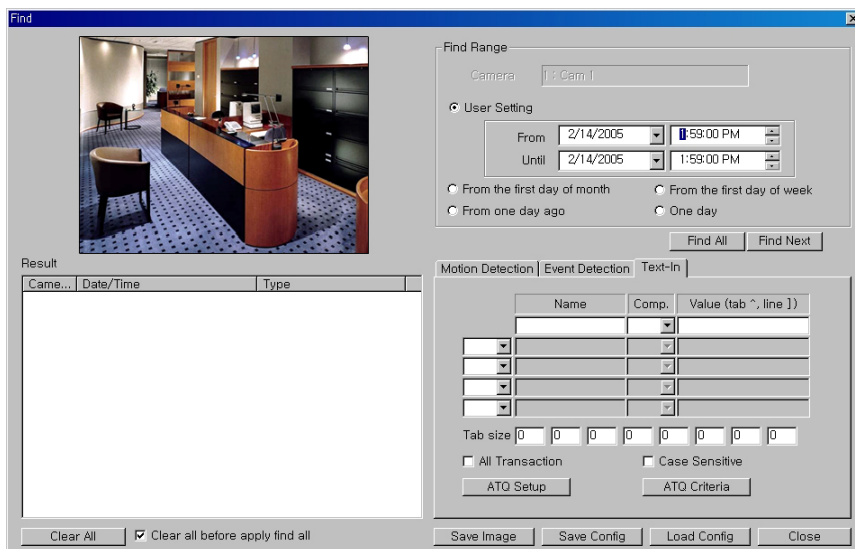 Find
Find Range
Camera 1 : Cam 1
User Setting
From 2/14/2005 1:59:00 PM
Until 2/14/2005 1:59:00 PM
From the first day of month From the first day of week
From one day ago One day
Find All Find Next
Result
Came... Date/Time Type
Motion Detection Event Detection Text-In
Name Comp. Value (tab ^, line ])
Tab size 0 0 0 0 0 0 0 0
All Transaction Case Sensitive
ATQ Setup ATQ Criteria
Clear All Clear all before apply find all
Save Image Save Config Load Config Close